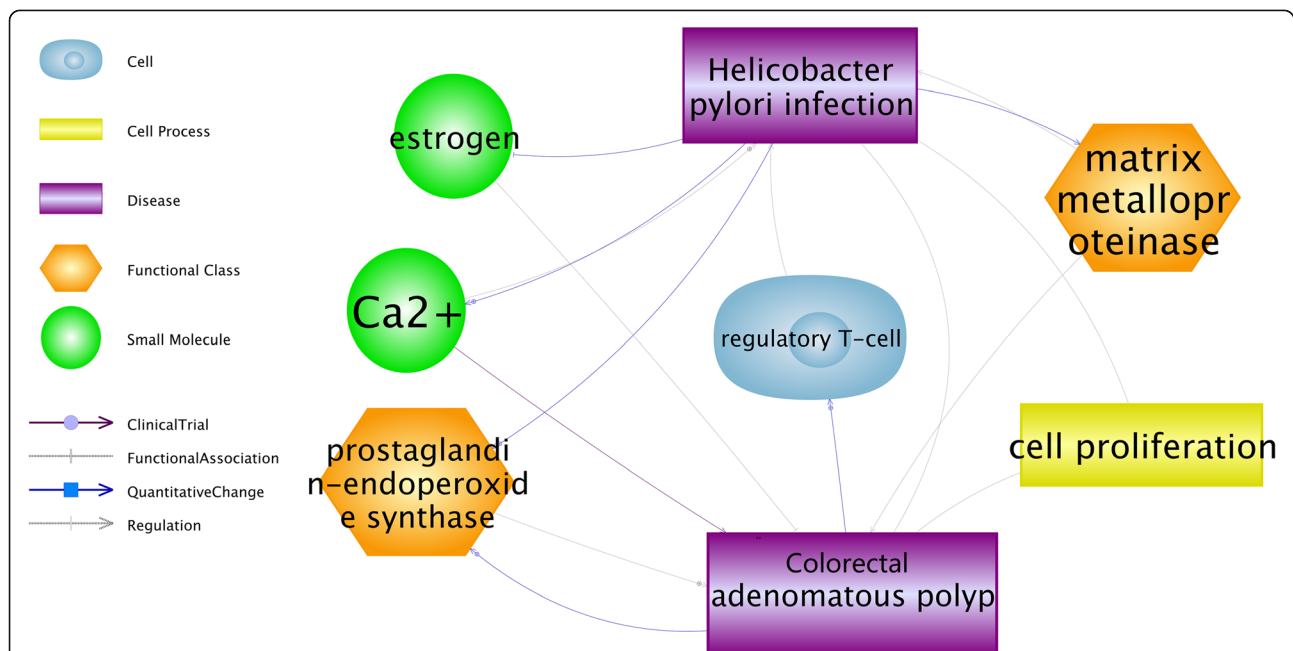 Cell
Cell Process
Disease
Functional Class
Small Molecule
ClinicalTrial
FunctionalAssociation
QuantitativeChange
Regulation
Helicobacter
pylori infection
estrogen
matrix
metallopr
oteinase
Ca2+
regulatory T-cell
prostaglandi
n-endoperoxid
e synthase
cell proliferation
Colorectal
adenomatous polyp